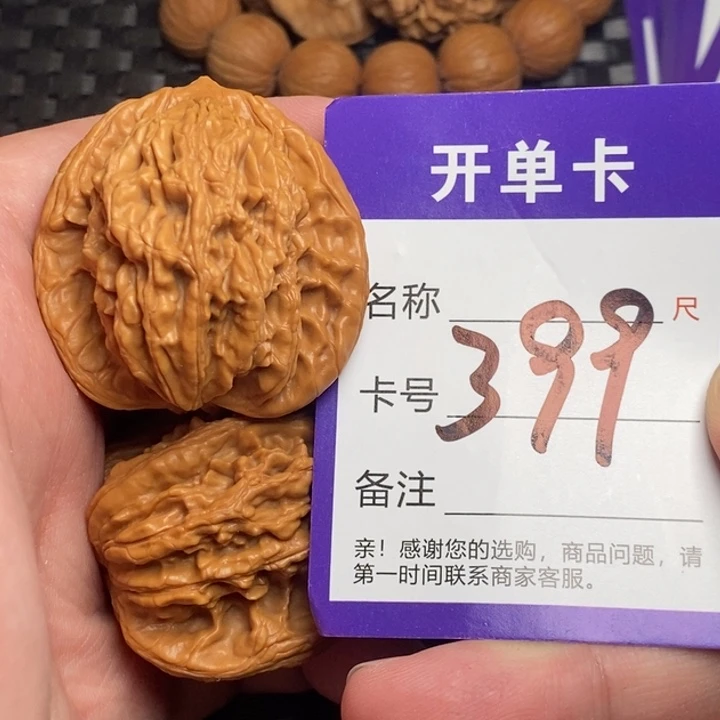 开单卡
名称 尺
399
卡号
备注
亲！感谢您的选购，商品问题，请
第一时间联系商家客服。